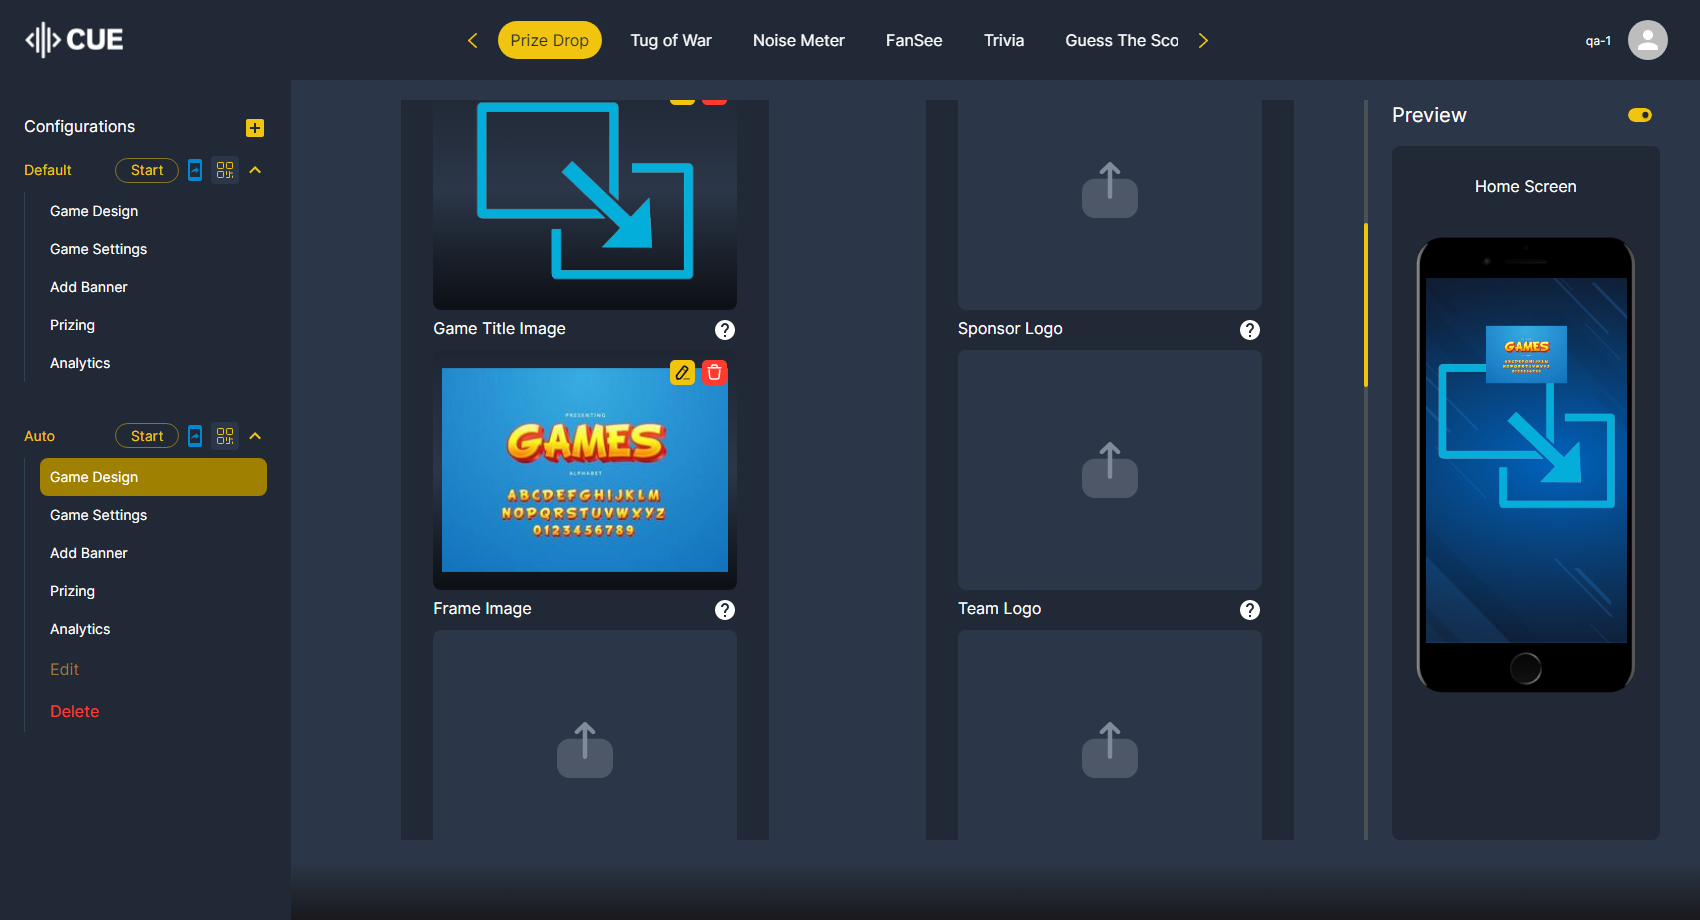 CUE
Prize Drop
Tug of War
Noise Meter
FanSee
Trivia
Guess The Sco
qa-1
Configurations
Default
Start
Game Design
Game Settings
Add Banner
Prizing
Analytics
Auto
Start
Game Design
Game Settings
Add Banner
Prizing
Analytics
Edit
Delete
Game Title Image
?
PRESENTING
GAMES
ALPHABET
ABCDEFGHIJKLM
NOPQRSTUVWXYZ
0123456789
Frame Image
?
Sponsor Logo
?
Team Logo
?
Preview
Home Screen
GAMES
ABCDEFGHIJKLM
NOPQRSTUVWXYZ
0123456789